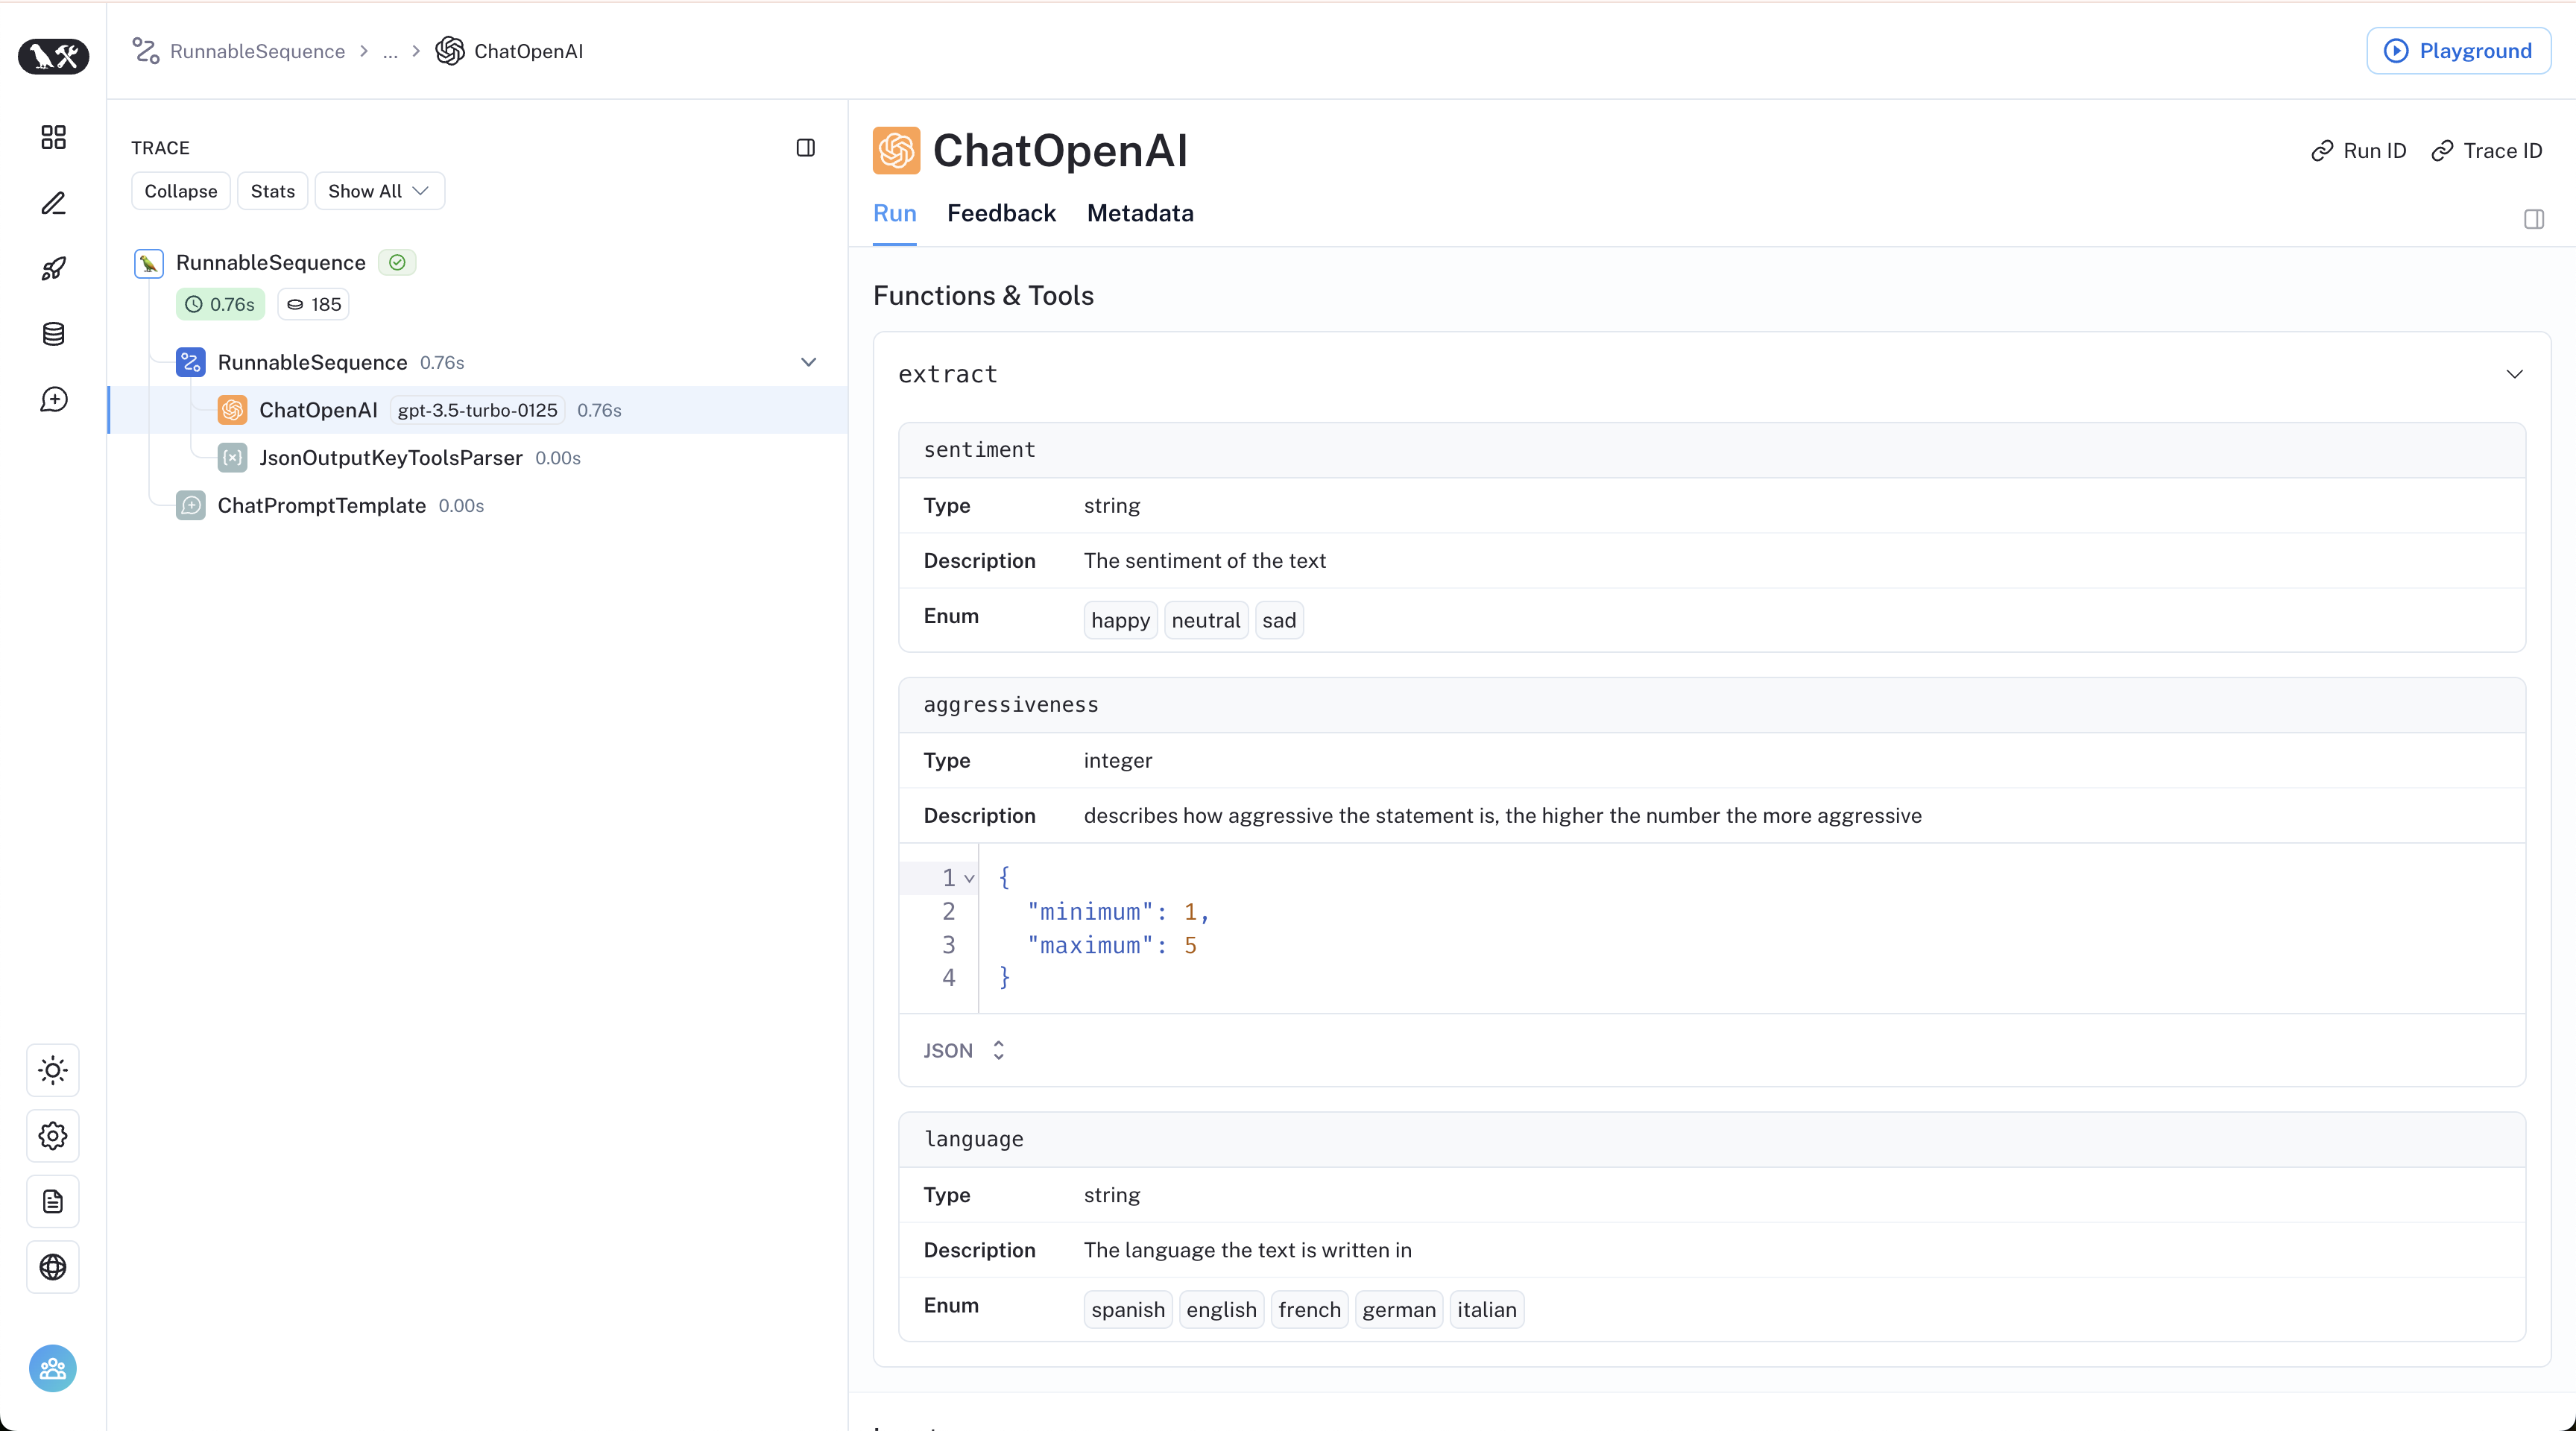 RunnableSequence > ... > ChatOpenAI
Playground
TRACE
Collapse Stats Show All
RunnableSequence
0.76s 185
RunnableSequence 0.76s
ChatOpenAI gpt-3.5-turbo-0125 0.76s
JsonOutputKeyToolsParser 0.00s
ChatPromptTemplate 0.00s
ChatOpenAI
Run ID Trace ID
Run Feedback Metadata
Functions & Tools
extract
sentiment
Type string
Description The sentiment of the text
Enum happy neutral sad
aggressiveness
Type integer
Description describes how aggressive the statement is, the higher the number the more aggressive
1 {
2 "minimum": 1,
3 "maximum": 5
4 }
JSON
language
Type string
Description The language the text is written in
Enum spanish english french german italian